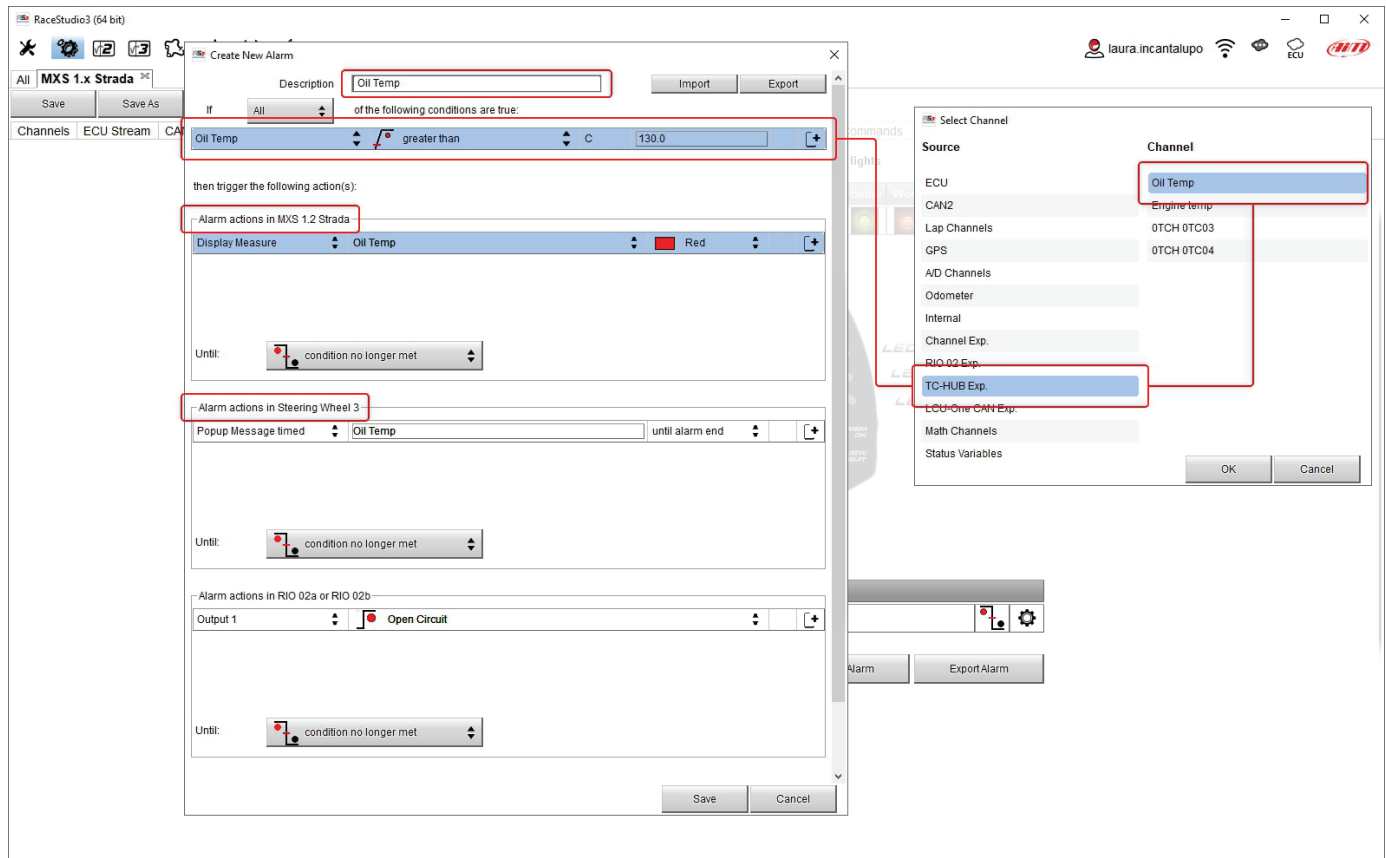 RaceStudio3 (64 bit)
laura.incantalupo
ECU
All MXS 1.x Strada
Save Save As
Channels ECU Stream
Create New Alarm
Description Oil Temp Import Export
If All of the following conditions are true:
Oil Temp greater than C 130.0
then trigger the following action(s):
Alarm actions in MXS 1.2 Strada
Display Measure Oil Temp Red
Until: condition no longer met
Alarm actions in Steering Wheel 3
Popup Message timed Oil Temp until alarm end
Until: condition no longer met
Alarm actions in RIO 02a or RIO 02b
Output 1 Open Circuit
Until: condition no longer met
Save Cancel
lights
Alarm Export Alarm
Select Channel
Source Channel
ECU Oil Temp
CAN2 Engine temp
Lap Channels 0TCH 0TC03
GPS 0TCH 0TC04
A/D Channels
Odometer
Internal
Channel Exp.
RIO 02 Exp.
TC-HUB Exp.
LCU-One CAN Exp.
Math Channels
Status Variables
OK Cancel